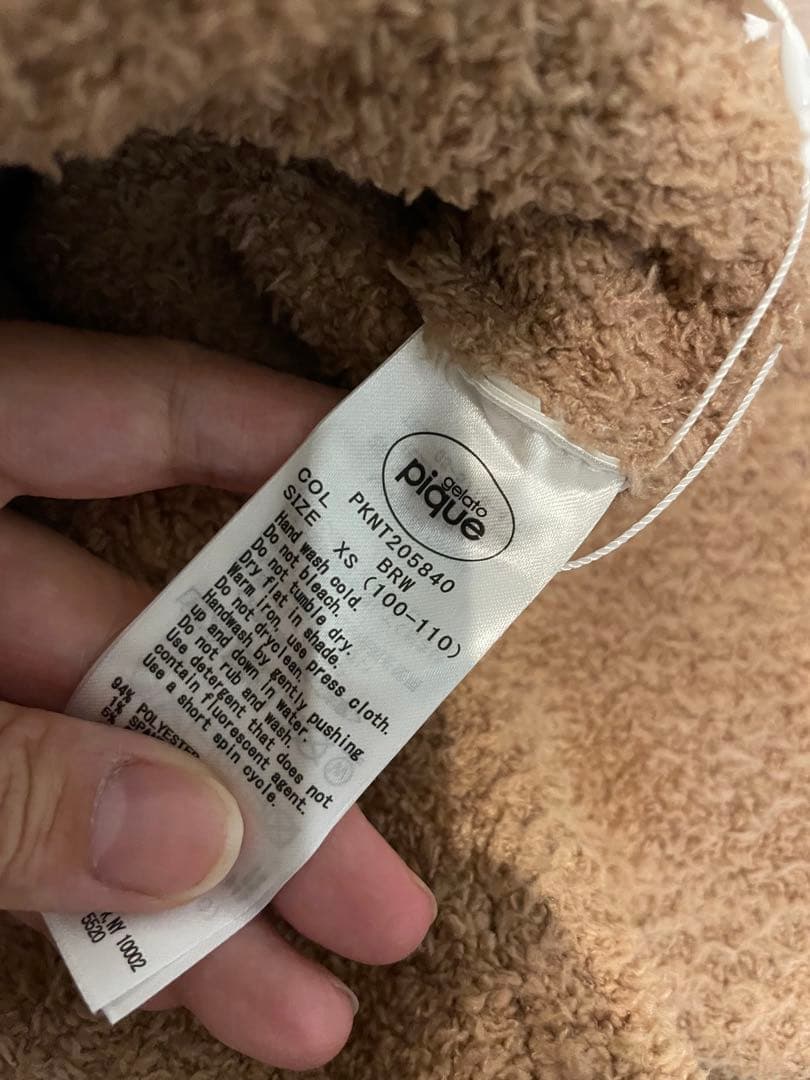 gelato
pique
PKNT205840
COL BRW
SIZE XS (100-110)
Hand wash cold.
Do not bleach.
Do not tumble dry.
Dry flat in shade.
Warm Iron, use press cloth.
Do not dryclean.
Handwash by gently pushing
up and down in water.
Do not rub and wash.
Use detergent that does not
contain fluorescent agent.
Use a short spin cycle.
94% POLYESTER
1%
NY 10002
5520